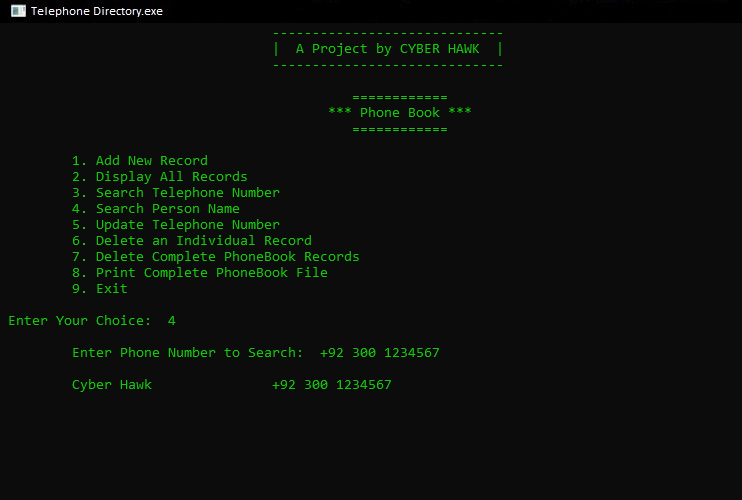 Telephone Directory.exe
-----------------------------
|  A Project by CYBER HAWK  |
-----------------------------
============
*** Phone Book ***
============
1. Add New Record
2. Display All Records
3. Search Telephone Number
4. Search Person Name
5. Update Telephone Number
6. Delete an Individual Record
7. Delete Complete PhoneBook Records
8. Print Complete PhoneBook File
9. Exit
Enter Your Choice:  4
Enter Phone Number to Search:  +92 300 1234567
Cyber Hawk               +92 300 1234567